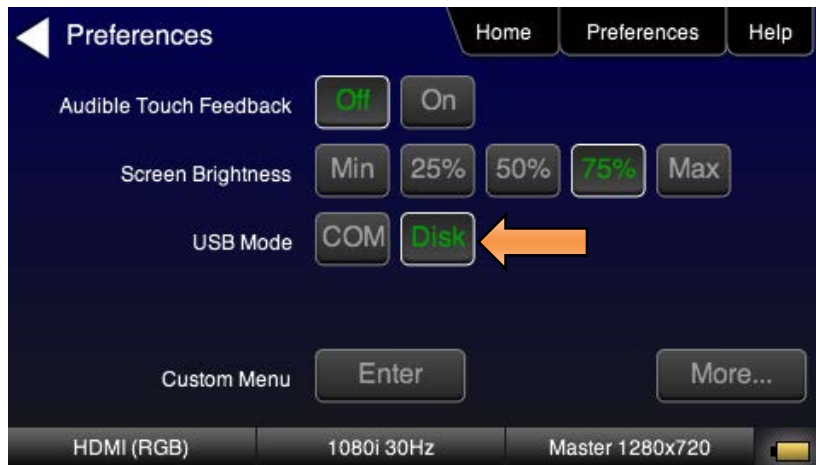 Preferences Home Preferences Help
Audible Touch Feedback Off On
Screen Brightness Min 25% 50% 75% Max
USB Mode COM Disk
Custom Menu Enter More...
HDMI (RGB) 1080i 30Hz Master 1280x720